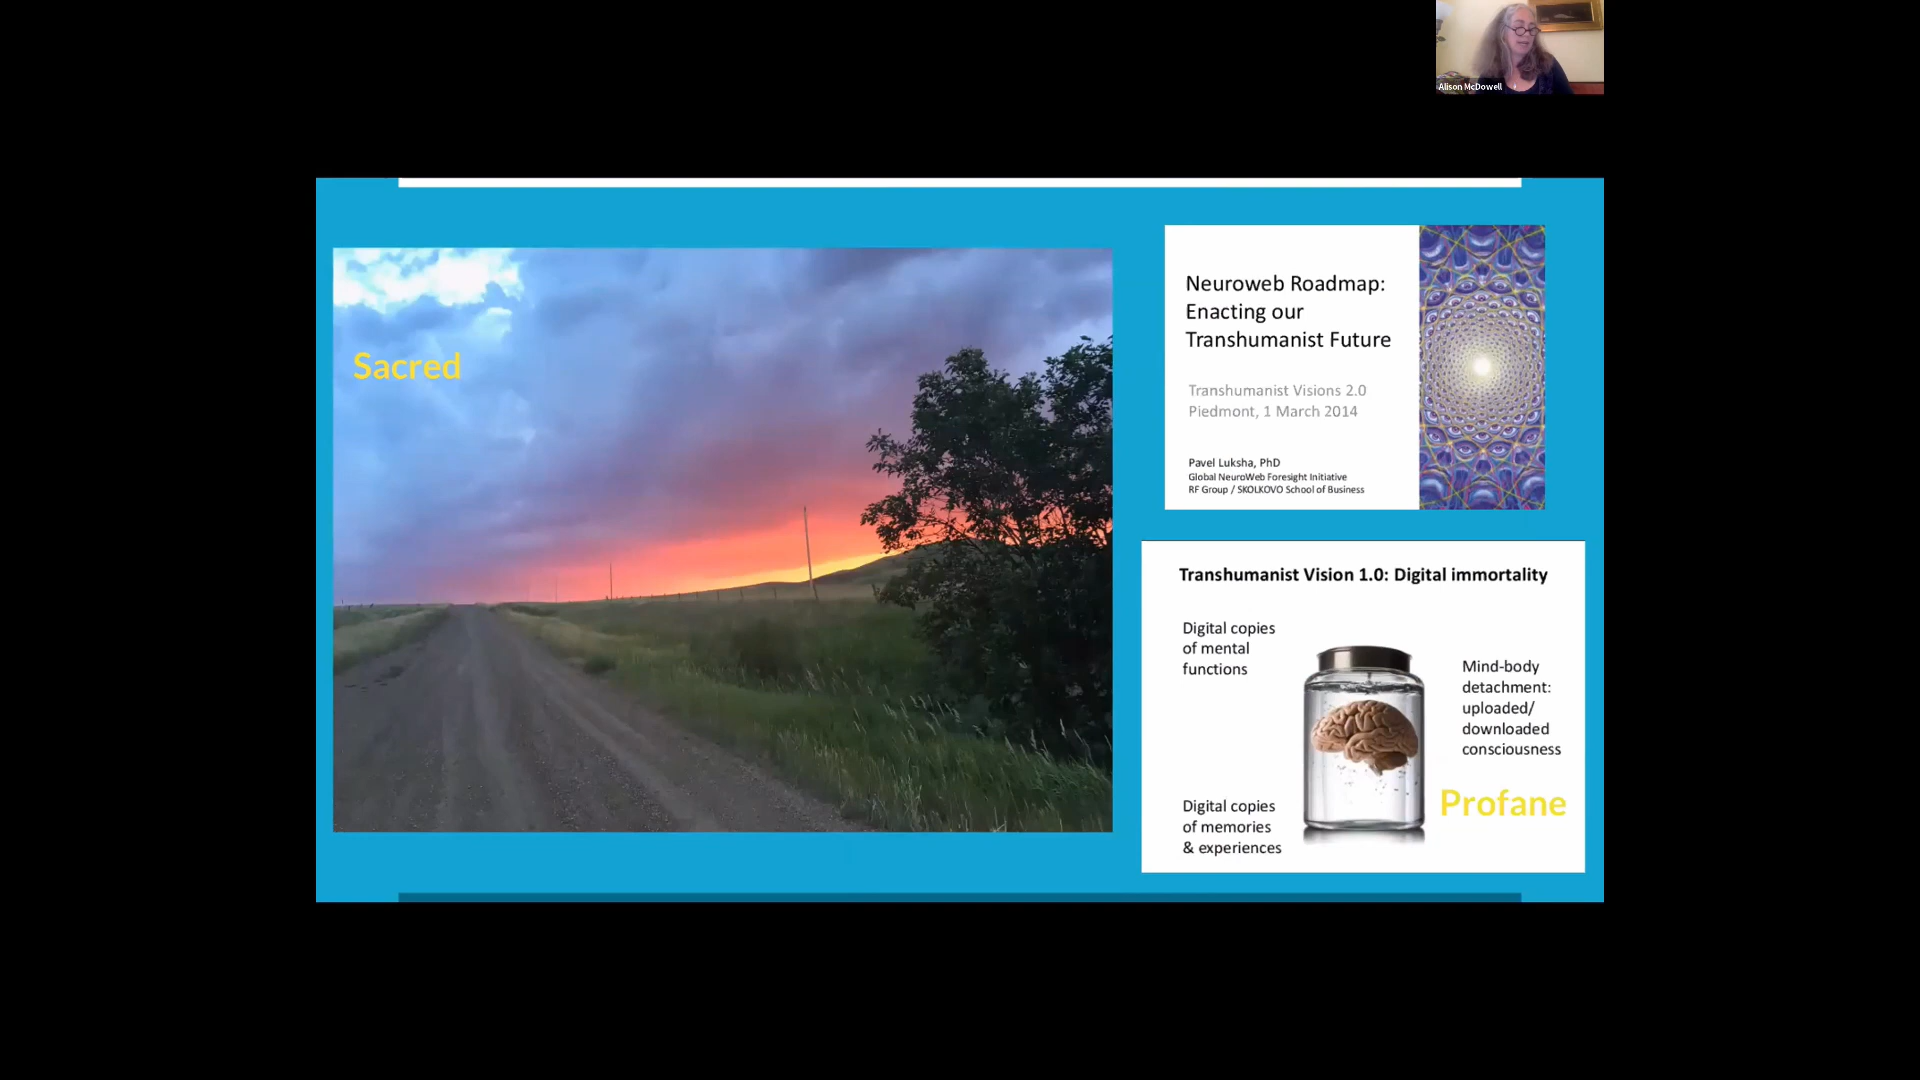 Alison McDowell
Sacred
Neuroweb Roadmap:
Enacting our
Transhumanist Future
Transhumanist Visions 2.0
Piedmont, 1 March 2014
Pavel Luksha, PhD
Global NeuroWeb Foresight Initiative
RF Group / SKOLKOVO School of Business
Transhumanist Vision 1.0: Digital immortality
Digital copies
of mental
functions
Mind-body
detachment:
uploaded/
downloaded
consciousness
Profane
Digital copies
of memories
& experiences